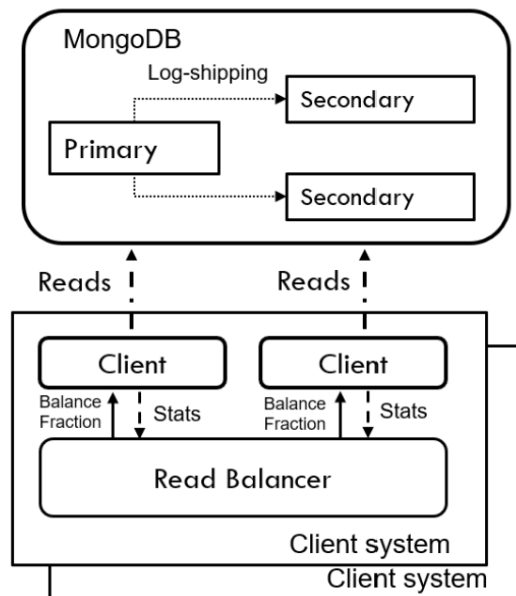 MongoDB
Log-shipping
Secondary
Primary
Secondary
Reads
Reads
Client
Client
Balance
Fraction
Stats
Balance
Fraction
Stats
Read Balancer
Client system
Client system